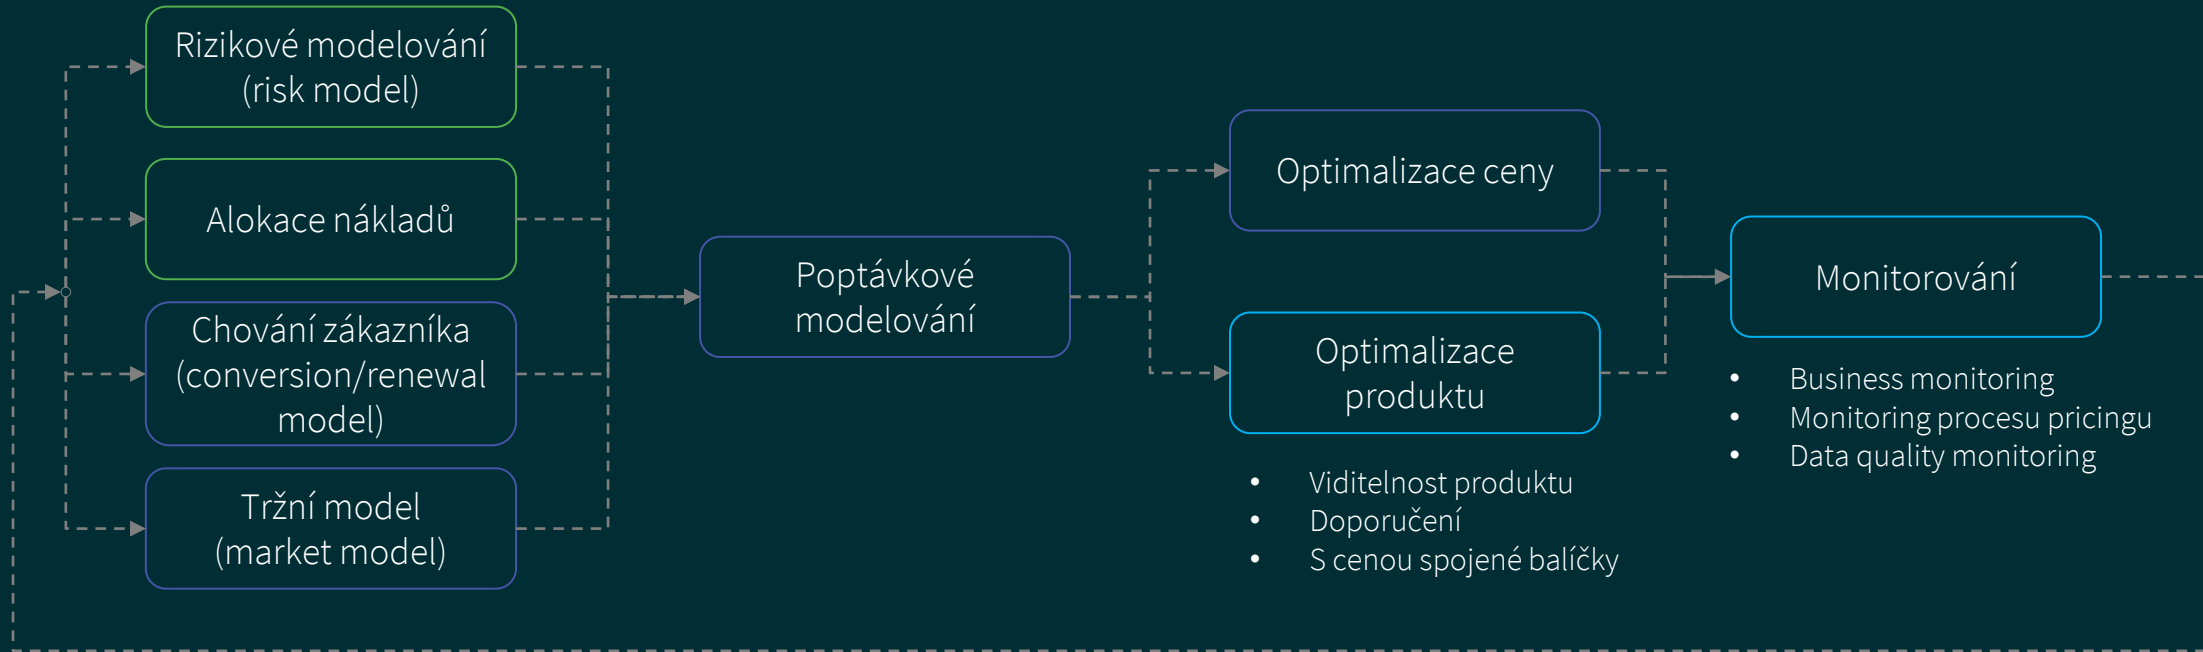 Rizikové modelování
(risk model)
Alokace nákladů
Chování zákazníka
(conversion/renewal
model)
Tržní model
(market model)
Poptávkové
modelování
Optimalizace ceny
Optimalizace
produktu
• Viditelnost produktu
• Doporučení
• S cenou spojené balíčky
Monitorování
• Business monitoring
• Monitoring procesu pricingu
• Data quality monitoring